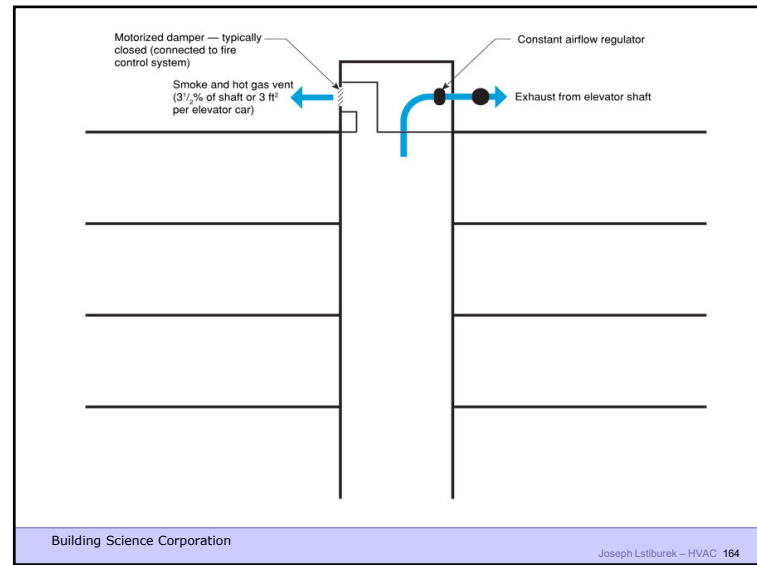 Motorized damper — typically
closed (connected to fire
control system)
Smoke and hot gas vent
(3¹/₂% of shaft or 3 ft²
per elevator car)
Constant airflow regulator
Exhaust from elevator shaft
Building Science Corporation
Joseph Lstiburek – HVAC 164